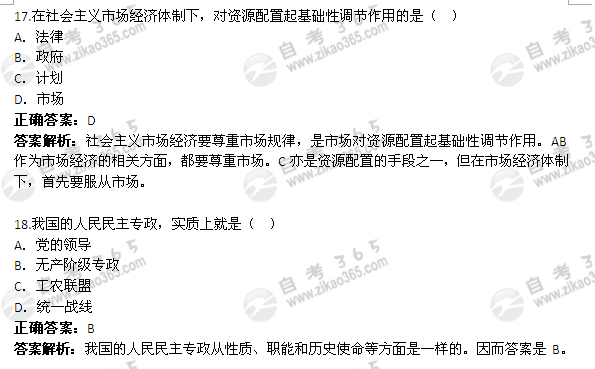 17.在社会主义市场经济体制下，对资源配置起基础性调节作用的是（ ）
A. 法律
B. 政府
C. 计划
D. 市场
正确答案：D
答案解析：社会主义市场经济要尊重市场规律，是市场对资源配置起基础性调节作用。AB
作为市场经济的相关方面，都要尊重市场。C 亦是资源配置的手段之一，但在市场经济体制
下，首先要服从市场。
18.我国的人民民主专政，实质上就是（ ）
A. 党的领导
B. 无产阶级专政
C. 工农联盟
D. 统一战线
正确答案：B
答案解析：我国的人民民主专政从性质、职能和历史使命等方面是一样的。因而答案是 B。
自考365
www.zikao365.com